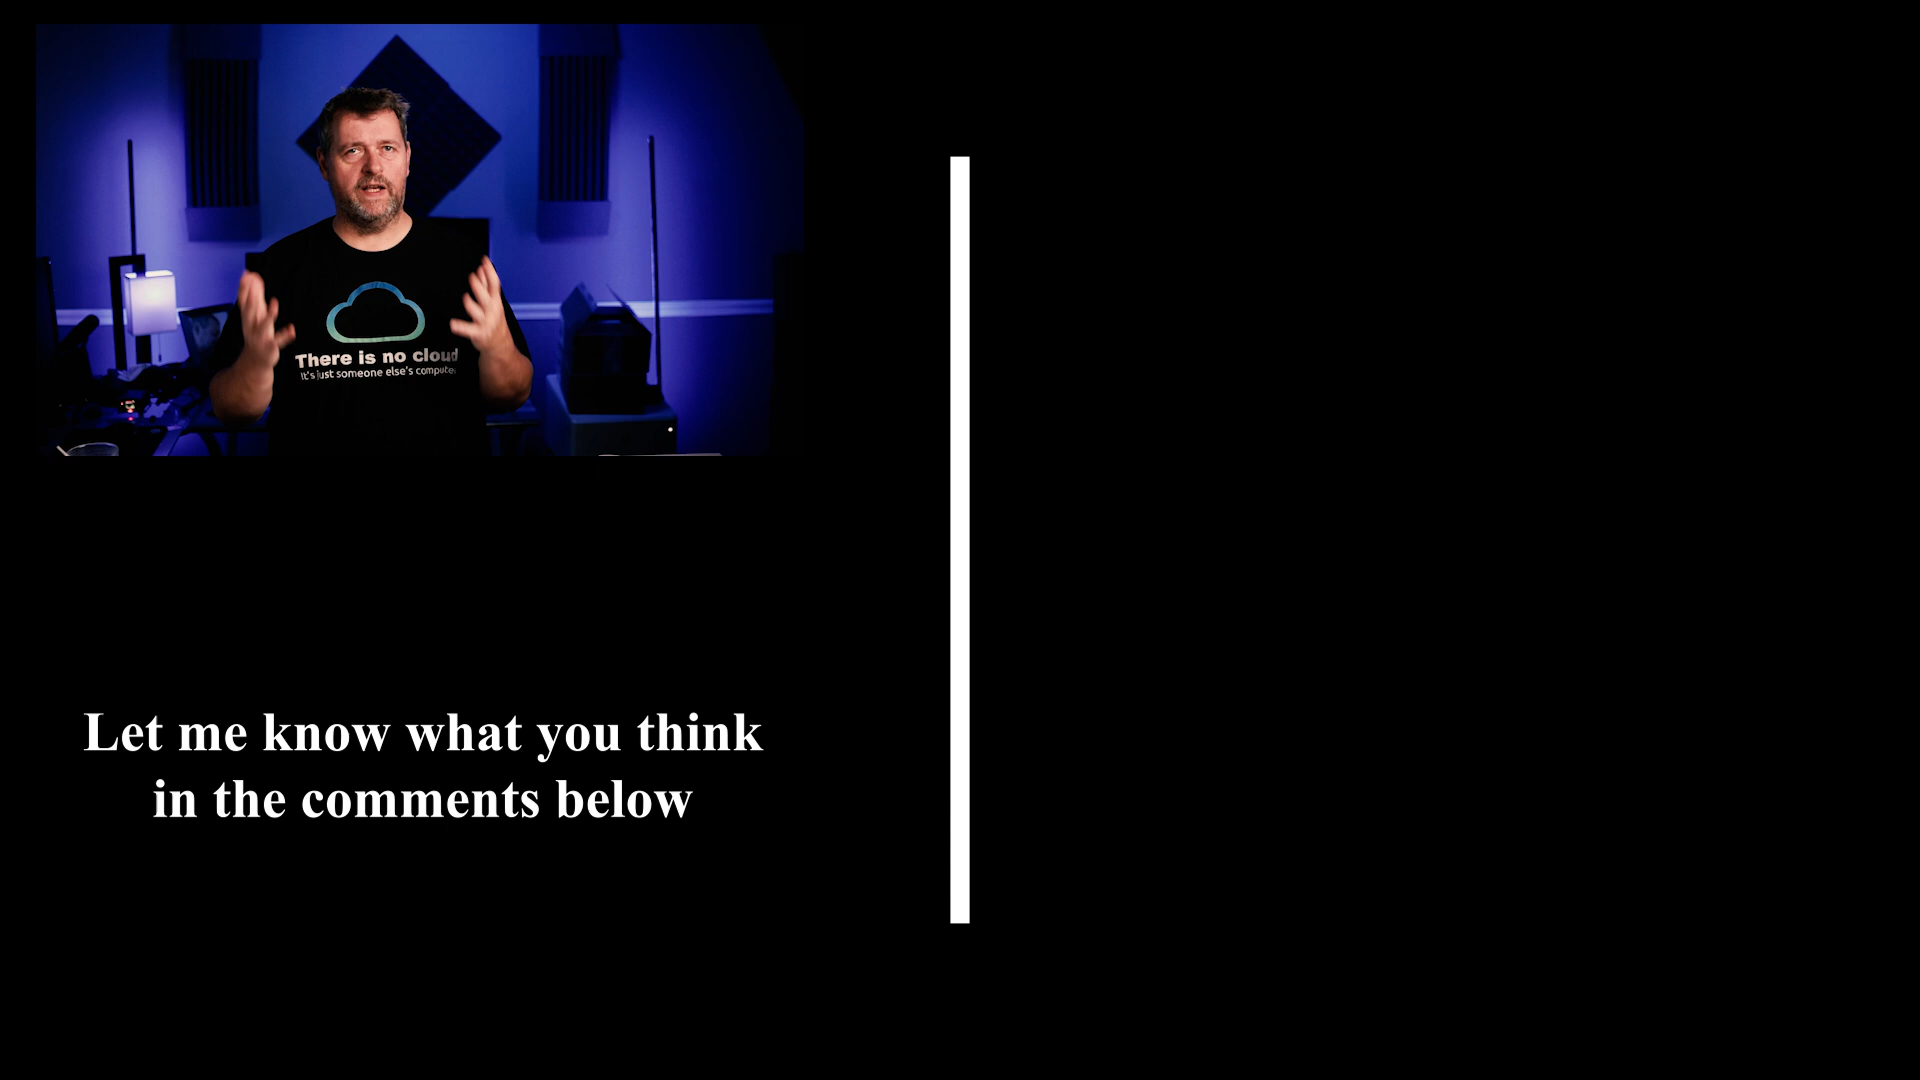 There is no cloud
It's just someone else's computer
Let me know what you think
in the comments below